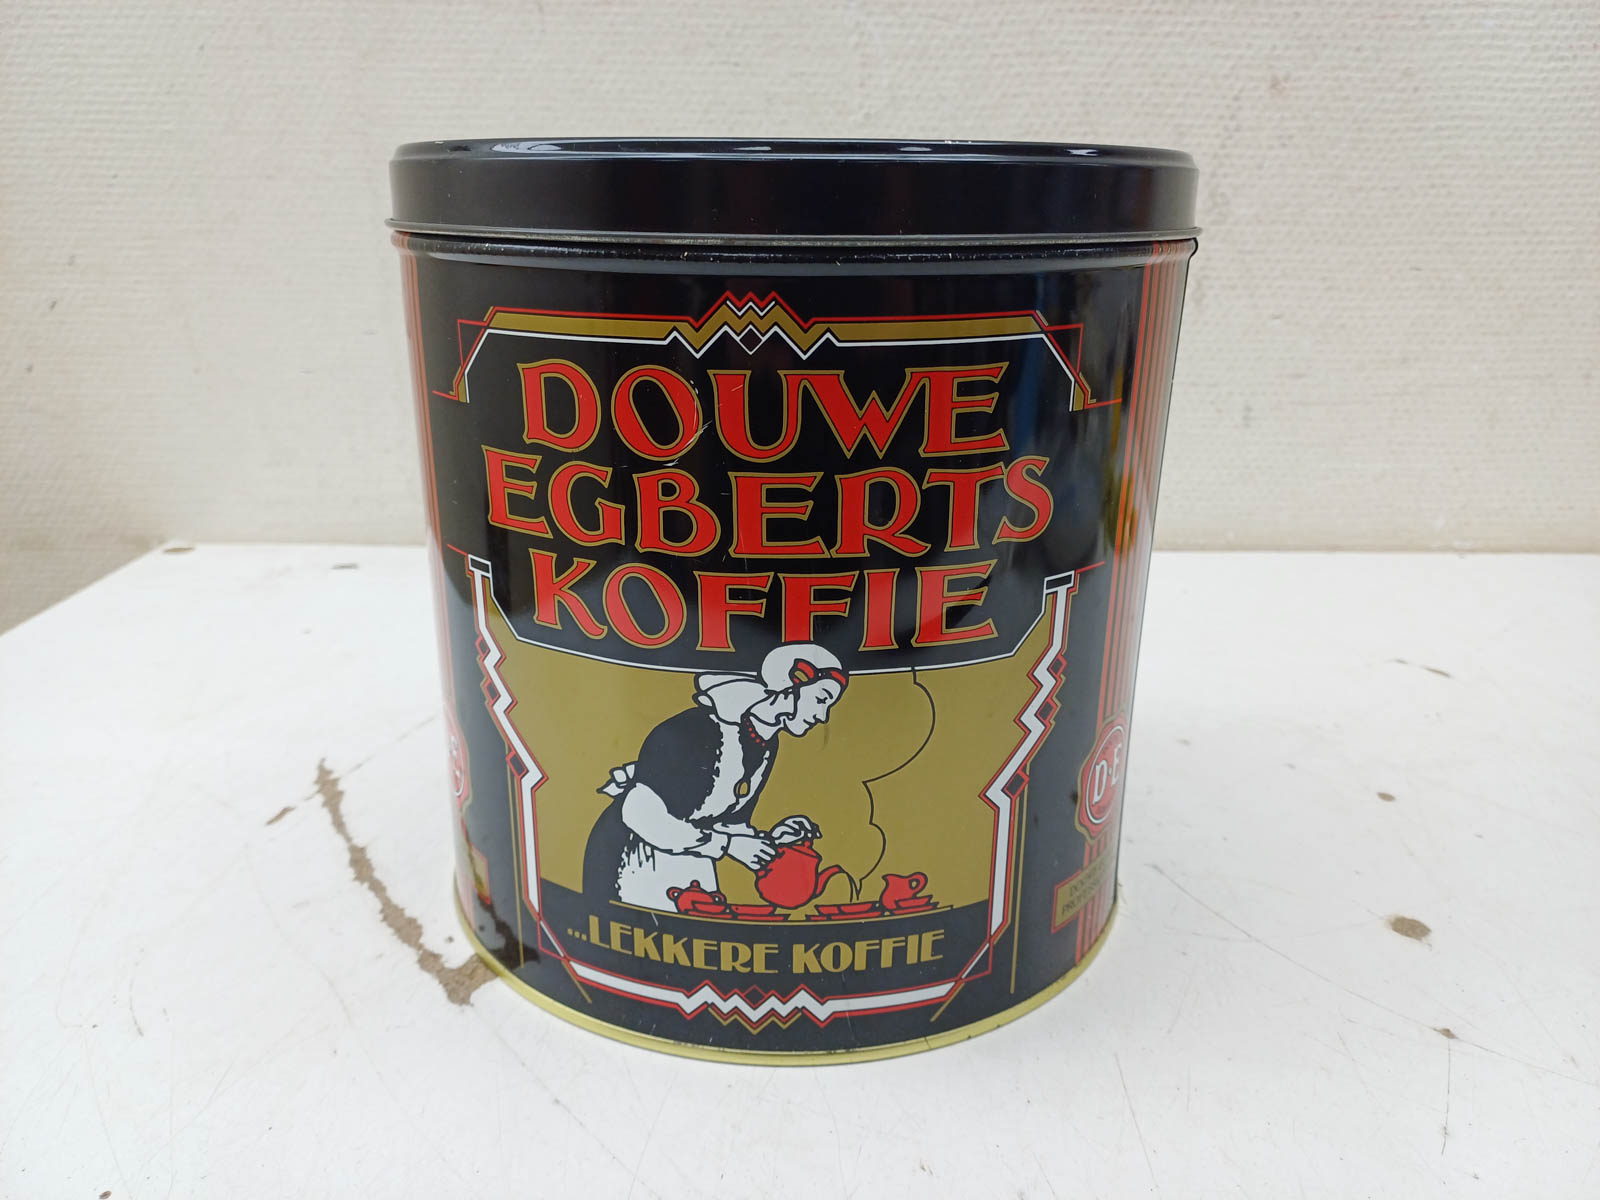 DOUWE
EGBERTS
KOFFIE
D·E
...LEKKERE KOFFIE